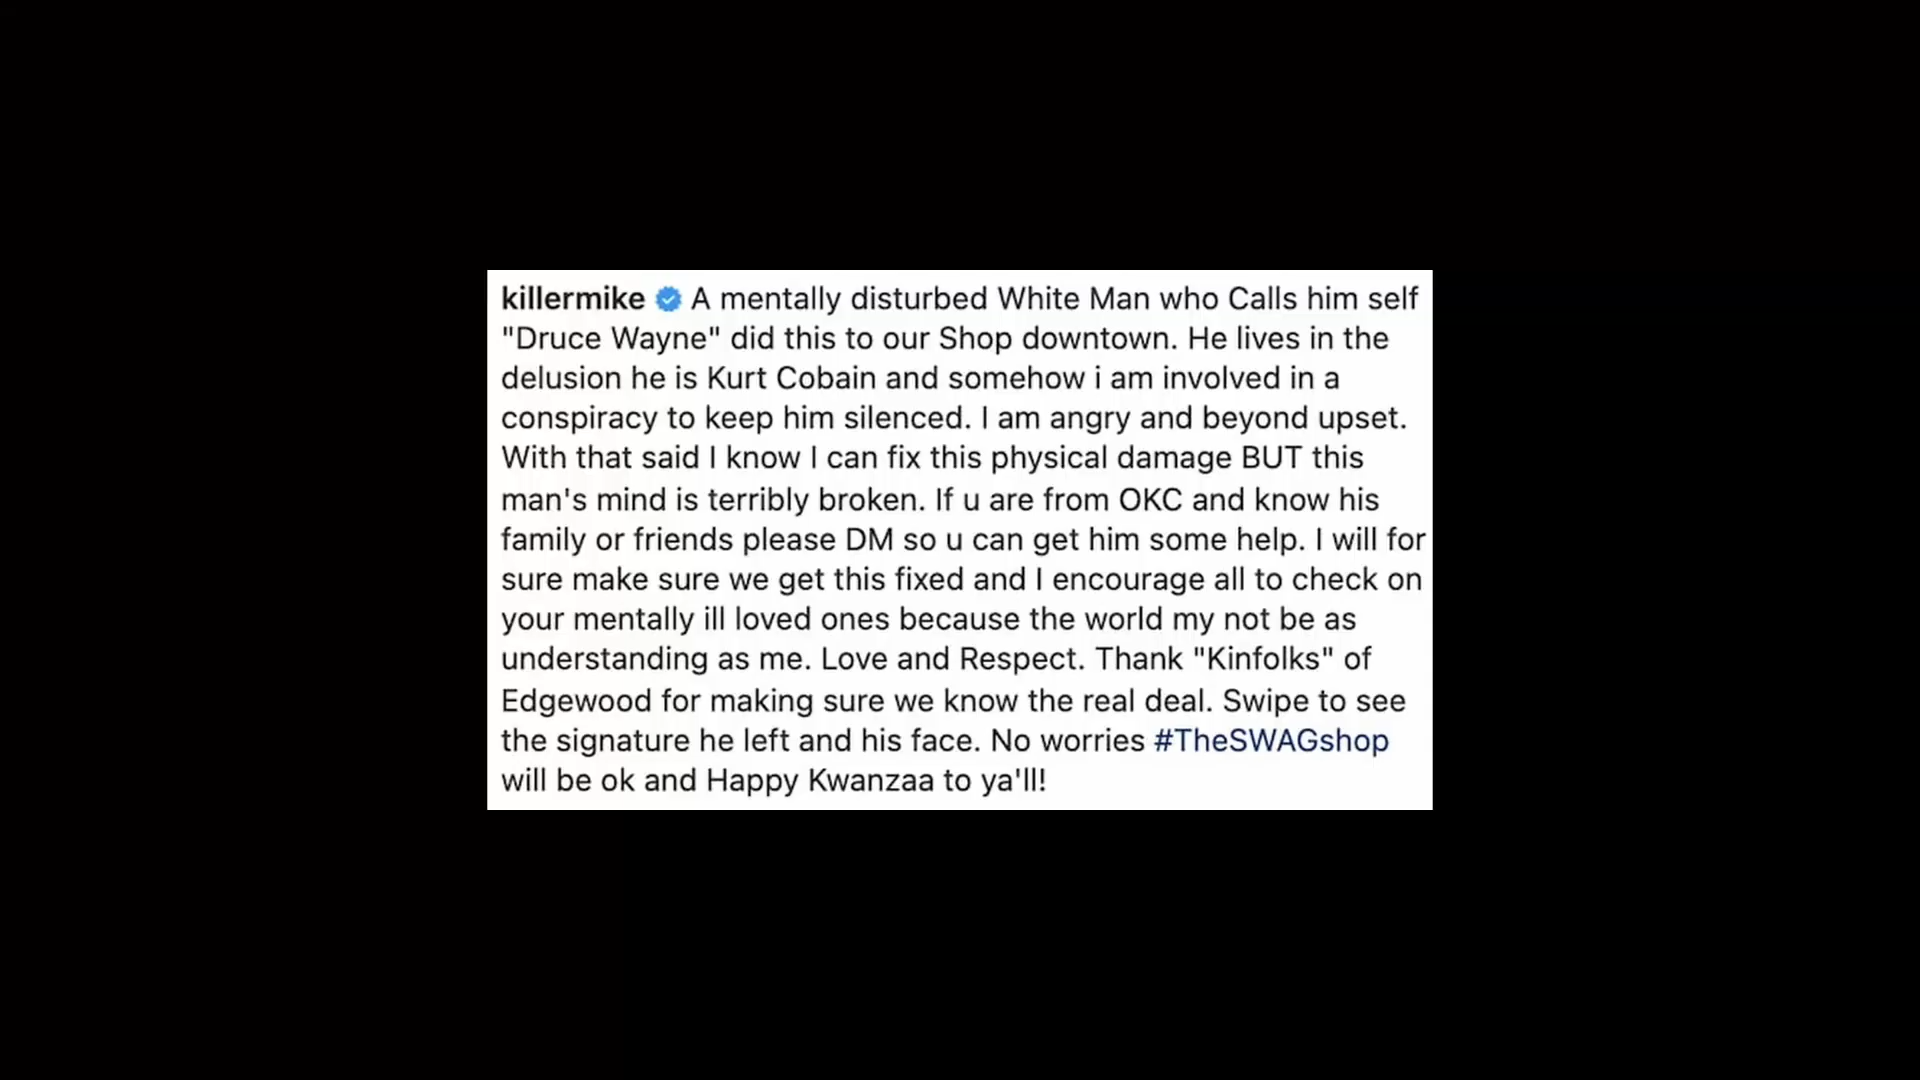 killermike A mentally disturbed White Man who Calls him self
"Druce Wayne" did this to our Shop downtown. He lives in the
delusion he is Kurt Cobain and somehow i am involved in a
conspiracy to keep him silenced. I am angry and beyond upset.
With that said I know I can fix this physical damage BUT this
man's mind is terribly broken. If u are from OKC and know his
family or friends please DM so u can get him some help. I will for
sure make sure we get this fixed and I encourage all to check on
your mentally ill loved ones because the world my not be as
understanding as me. Love and Respect. Thank "Kinfolks" of
Edgewood for making sure we know the real deal. Swipe to see
the signature he left and his face. No worries #TheSWAGshop
will be ok and Happy Kwanzaa to ya'll!